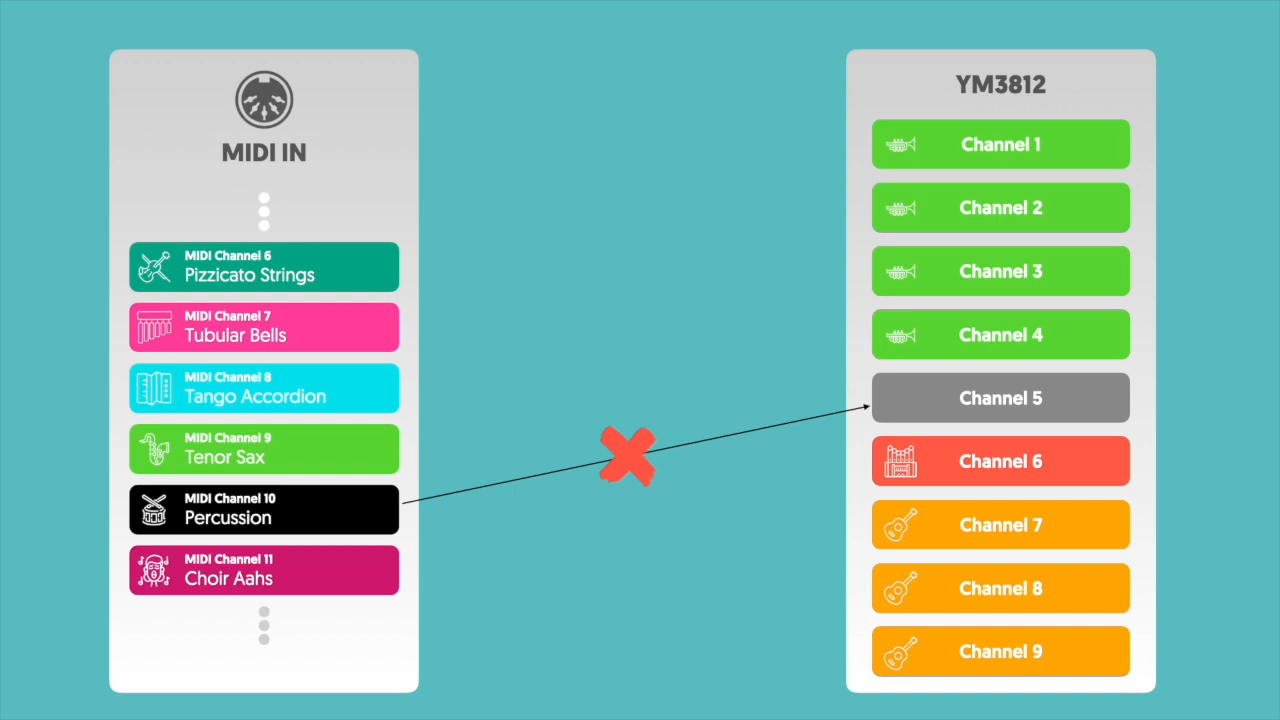 MIDI IN
MIDI Channel 6
Pizzicato Strings
MIDI Channel 7
Tubular Bells
MIDI Channel 8
Tango Accordion
MIDI Channel 9
Tenor Sax
MIDI Channel 10
Percussion
MIDI Channel 11
Choir Aahs
YM3812
Channel 1
Channel 2
Channel 3
Channel 4
Channel 5
Channel 6
Channel 7
Channel 8
Channel 9